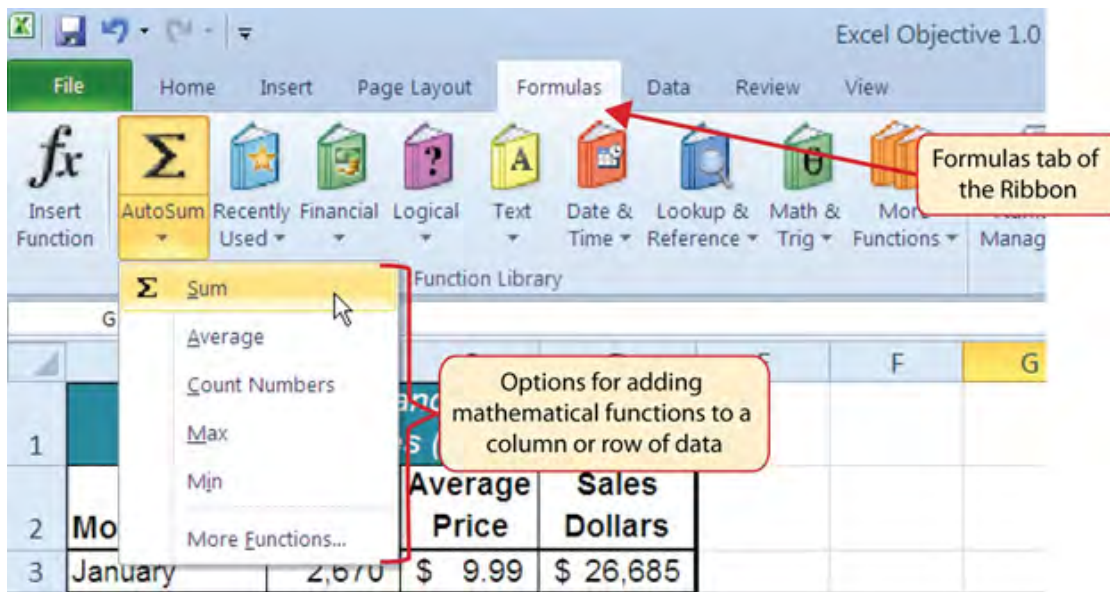 Excel Objective 1.0
File Home Insert Page Layout Formulas Data Review View
Formulas tab of
the Ribbon
fx Σ ? A θ
Insert AutoSum Recently Financial Logical Text Date & Lookup & Math & More
Function Used Time Reference Trig Functions Manag
Function Library
Σ Sum
Average
Count Numbers
Max
Min
More Functions...
Options for adding
mathematical functions to a
column or row of data
G
F G
1
2 Mo Average Sales
Price Dollars
3 January 2,670 $ 9.99 $ 26,685